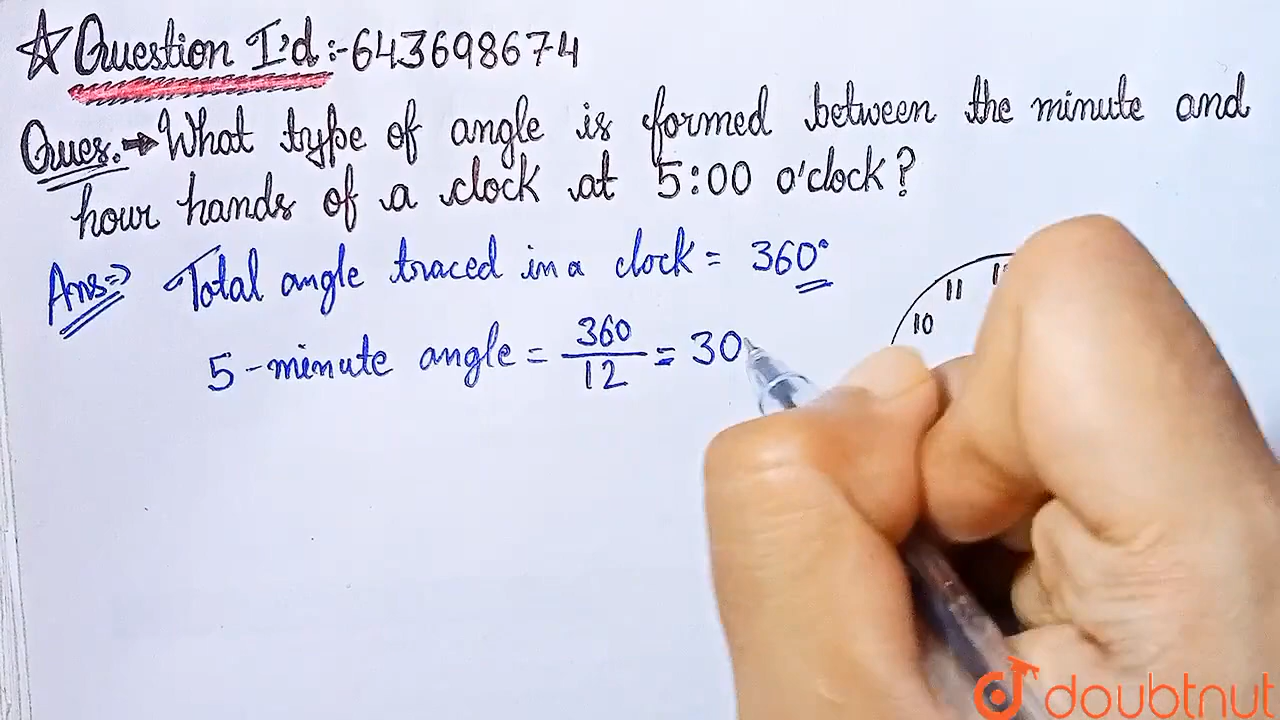 ☆ Question I'd:-643698674
Ques.→ What type of angle is formed between the minute and
hour hands of a clock at 5:00 o'clock?
Ans⇒ Total angle traced in a clock = 360°
5-minute angle = 360/12 = 30
11
10
doubtnut